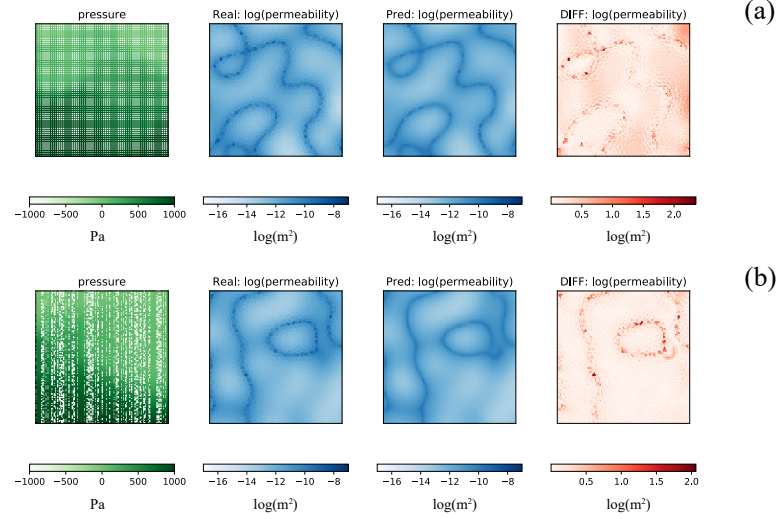 (a)
pressure Real: log(permeability) Pred: log(permeability) DIFF: log(permeability)
−1000 −500 0 500 1000 −16 −14 −12 −10 −8 −16 −14 −12 −10 −8 0.5 1.0 1.5 2.0
Pa log(m²) log(m²) log(m²)
(b)
pressure Real: log(permeability) Pred: log(permeability) DIFF: log(permeability)
−1000 −500 0 500 1000 −16 −14 −12 −10 −8 −16 −14 −12 −10 −8 0.5 1.0 1.5 2.0
Pa log(m²) log(m²) log(m²)